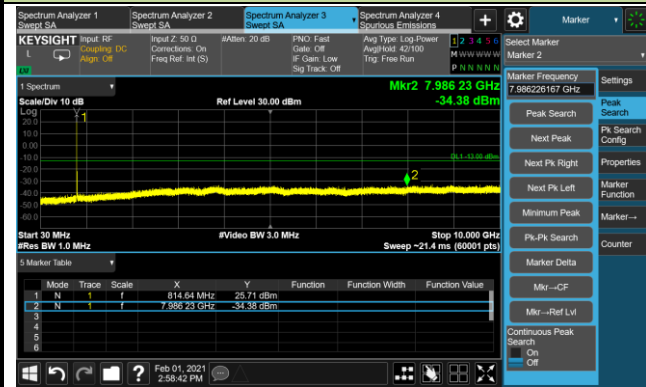 Spectrum Analyzer 1
Swept SA
Spectrum Analyzer 2
Swept SA
Spectrum Analyzer 3
Swept SA
Spectrum Analyzer 4
Spurious Emissions
+
Marker
KEYSIGHT
L
Input: RF
Coupling: DC
Align: Off
Input Z: 50 Ω
Corrections: On
Freq Ref: Int (S)
#Atten: 20 dB
PNO: Fast
Gate: Off
IF Gain: Low
Sig Track: Off
Avg Type: Log-Power
Avg|Hold: 42/100
Trig: Free Run
1 2 3 4 5 6
M W W W W W
P N N N N N
Select Marker
Marker 2
1 Spectrum
Mkr2 7.986 23 GHz
Scale/Div 10 dB
Ref Level 30.00 dBm
-34.38 dBm
Log
20.0
10.0
0.00
-10.0
-20.0
-30.0
-40.0
-50.0
-60.0
1
DL1 -13.00 dBm
2
Start 30 MHz
#Video BW 3.0 MHz
Stop 10.000 GHz
#Res BW 1.0 MHz
Sweep ~21.4 ms (60001 pts)
5 Marker Table
Mode Trace Scale X Y Function Function Width Function Value
1 N 1 f 814.64 MHz 25.71 dBm
2 N 1 f 7.986 23 GHz -34.38 dBm
3
4
5
6
Marker Frequency
7.986226167 GHz
Peak Search
Next Peak
Next Pk Right
Next Pk Left
Minimum Peak
Pk-Pk Search
Marker Delta
Mkr→CF
Mkr→Ref Lvl
Continuous Peak
Search
On
Off
Settings
Peak
Search
Pk Search
Config
Properties
Marker
Function
Marker→
Counter
?
Feb 01, 2021
2:58:42 PM